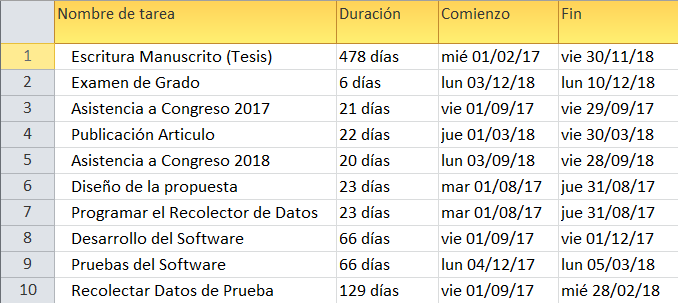 Nombre de tarea Duración Comienzo Fin
1 Escritura Manuscrito (Tesis) 478 días mié 01/02/17 vie 30/11/18
2 Examen de Grado 6 días lun 03/12/18 lun 10/12/18
3 Asistencia a Congreso 2017 21 días vie 01/09/17 vie 29/09/17
4 Publicación Articulo 22 días jue 01/03/18 vie 30/03/18
5 Asistencia a Congreso 2018 20 días lun 03/09/18 vie 28/09/18
6 Diseño de la propuesta 23 días mar 01/08/17 jue 31/08/17
7 Programar el Recolector de Datos 23 días mar 01/08/17 jue 31/08/17
8 Desarrollo del Software 66 días vie 01/09/17 vie 01/12/17
9 Pruebas del Software 66 días lun 04/12/17 lun 05/03/18
10 Recolectar Datos de Prueba 129 días vie 01/09/17 mié 28/02/18